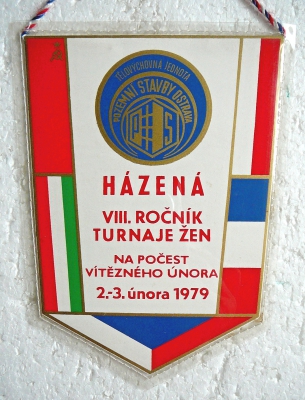 TĚLOVÝCHOVNÁ JEDNOTA
POZEMNÍ STAVBY OSTRAVA
PS
HÁZENÁ
VIII. ROČNÍK
TURNAJE ŽEN
NA POČEST
VÍTĚZNÉHO ÚNORA
2.-3. února 1979